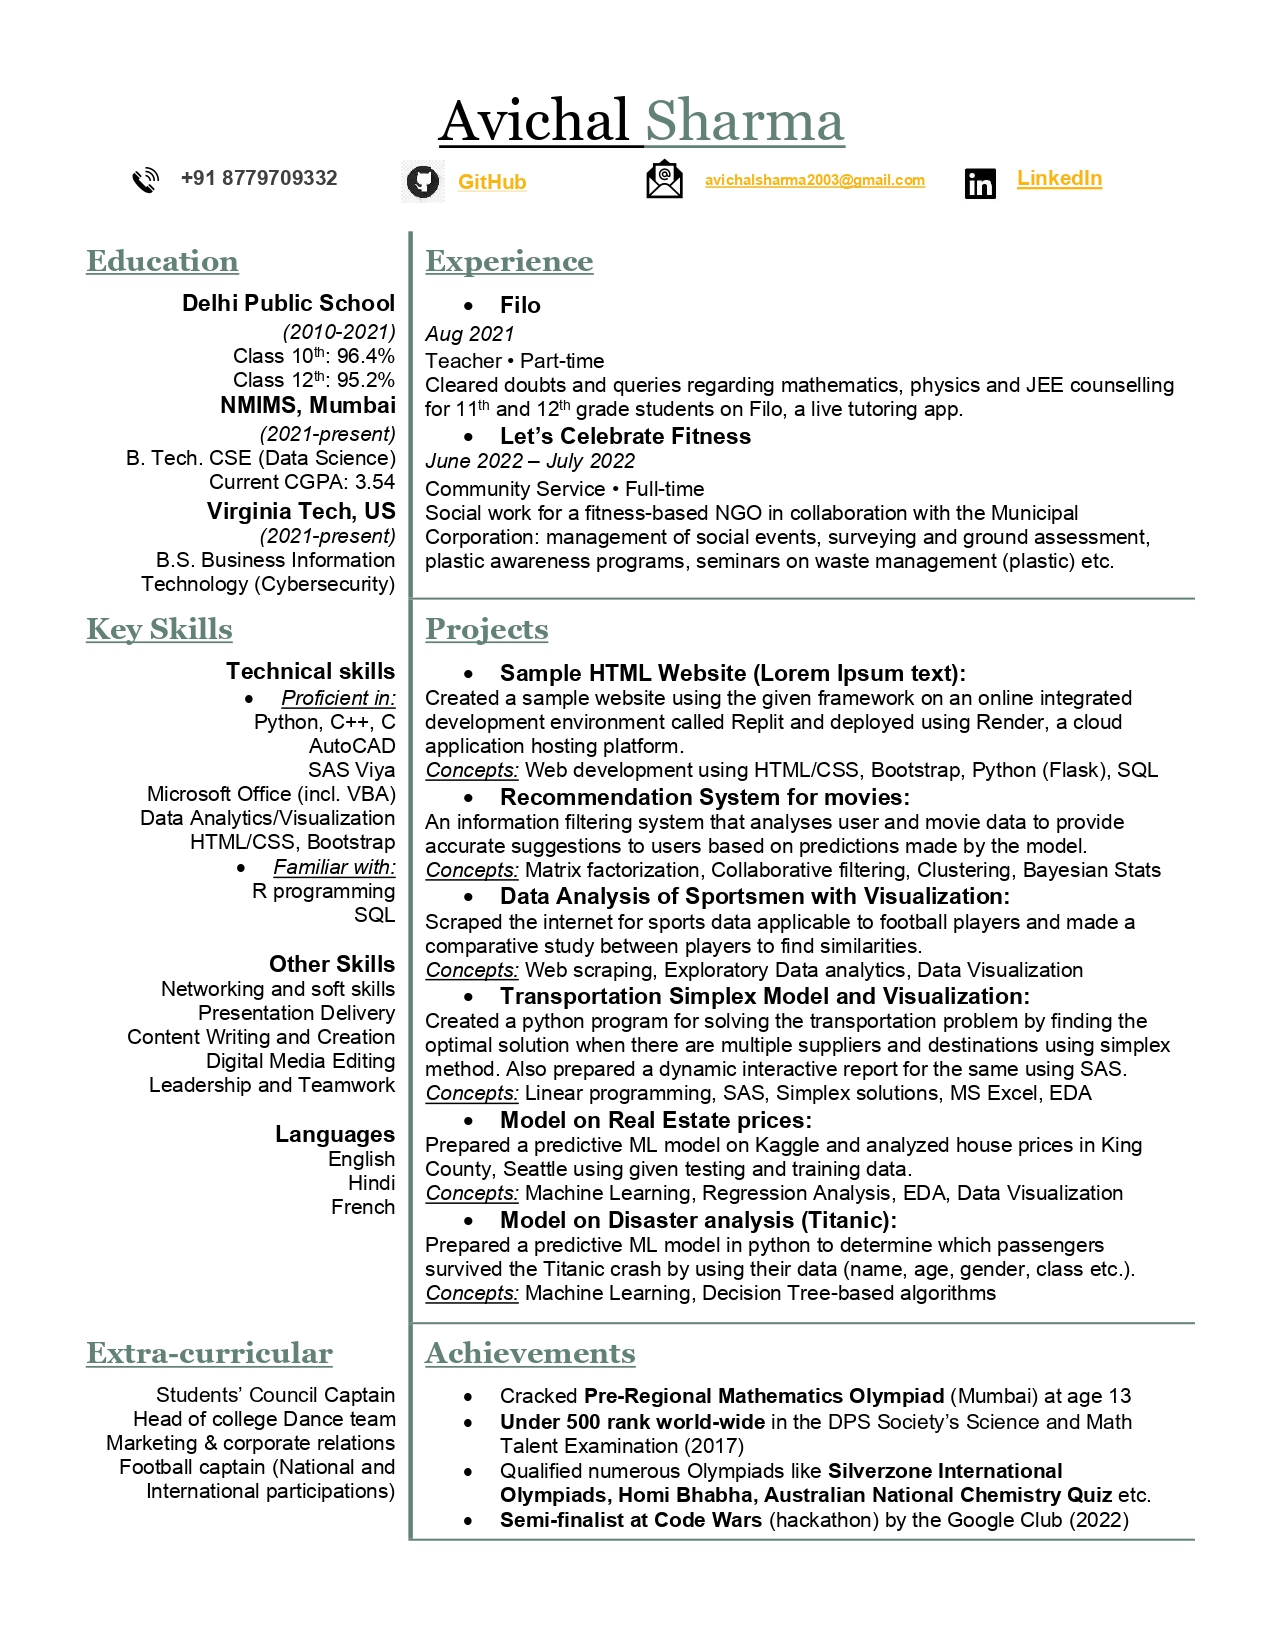 Avichal Sharma
+91 8779709332 GitHub avichalsharma2003@gmail.com LinkedIn
Education
Delhi Public School
(2010-2021)
Class 10th: 96.4%
Class 12th: 95.2%
NMIMS, Mumbai
(2021-present)
B. Tech. CSE (Data Science)
Current CGPA: 3.54
Virginia Tech, US
(2021-present)
B.S. Business Information
Technology (Cybersecurity)
Experience
• Filo
Aug 2021
Teacher • Part-time
Cleared doubts and queries regarding mathematics, physics and JEE counselling
for 11th and 12th grade students on Filo, a live tutoring app.
• Let's Celebrate Fitness
June 2022 – July 2022
Community Service • Full-time
Social work for a fitness-based NGO in collaboration with the Municipal
Corporation: management of social events, surveying and ground assessment,
plastic awareness programs, seminars on waste management (plastic) etc.
Key Skills
Technical skills
• Proficient in:
Python, C++, C
AutoCAD
SAS Viya
Microsoft Office (incl. VBA)
Data Analytics/Visualization
HTML/CSS, Bootstrap
• Familiar with:
R programming
SQL
Other Skills
Networking and soft skills
Presentation Delivery
Content Writing and Creation
Digital Media Editing
Leadership and Teamwork
Languages
English
Hindi
French
Projects
• Sample HTML Website (Lorem Ipsum text):
Created a sample website using the given framework on an online integrated
development environment called Replit and deployed using Render, a cloud
application hosting platform.
Concepts: Web development using HTML/CSS, Bootstrap, Python (Flask), SQL
• Recommendation System for movies:
An information filtering system that analyses user and movie data to provide
accurate suggestions to users based on predictions made by the model.
Concepts: Matrix factorization, Collaborative filtering, Clustering, Bayesian Stats
• Data Analysis of Sportsmen with Visualization:
Scraped the internet for sports data applicable to football players and made a
comparative study between players to find similarities.
Concepts: Web scraping, Exploratory Data analytics, Data Visualization
• Transportation Simplex Model and Visualization:
Created a python program for solving the transportation problem by finding the
optimal solution when there are multiple suppliers and destinations using simplex
method. Also prepared a dynamic interactive report for the same using SAS.
Concepts: Linear programming, SAS, Simplex solutions, MS Excel, EDA
• Model on Real Estate prices:
Prepared a predictive ML model on Kaggle and analyzed house prices in King
County, Seattle using given testing and training data.
Concepts: Machine Learning, Regression Analysis, EDA, Data Visualization
• Model on Disaster analysis (Titanic):
Prepared a predictive ML model in python to determine which passengers
survived the Titanic crash by using their data (name, age, gender, class etc.).
Concepts: Machine Learning, Decision Tree-based algorithms
Extra-curricular
Students' Council Captain
Head of college Dance team
Marketing & corporate relations
Football captain (National and
International participations)
Achievements
• Cracked Pre-Regional Mathematics Olympiad (Mumbai) at age 13
• Under 500 rank world-wide in the DPS Society's Science and Math
Talent Examination (2017)
• Qualified numerous Olympiads like Silverzone International
Olympiads, Homi Bhabha, Australian National Chemistry Quiz etc.
• Semi-finalist at Code Wars (hackathon) by the Google Club (2022)